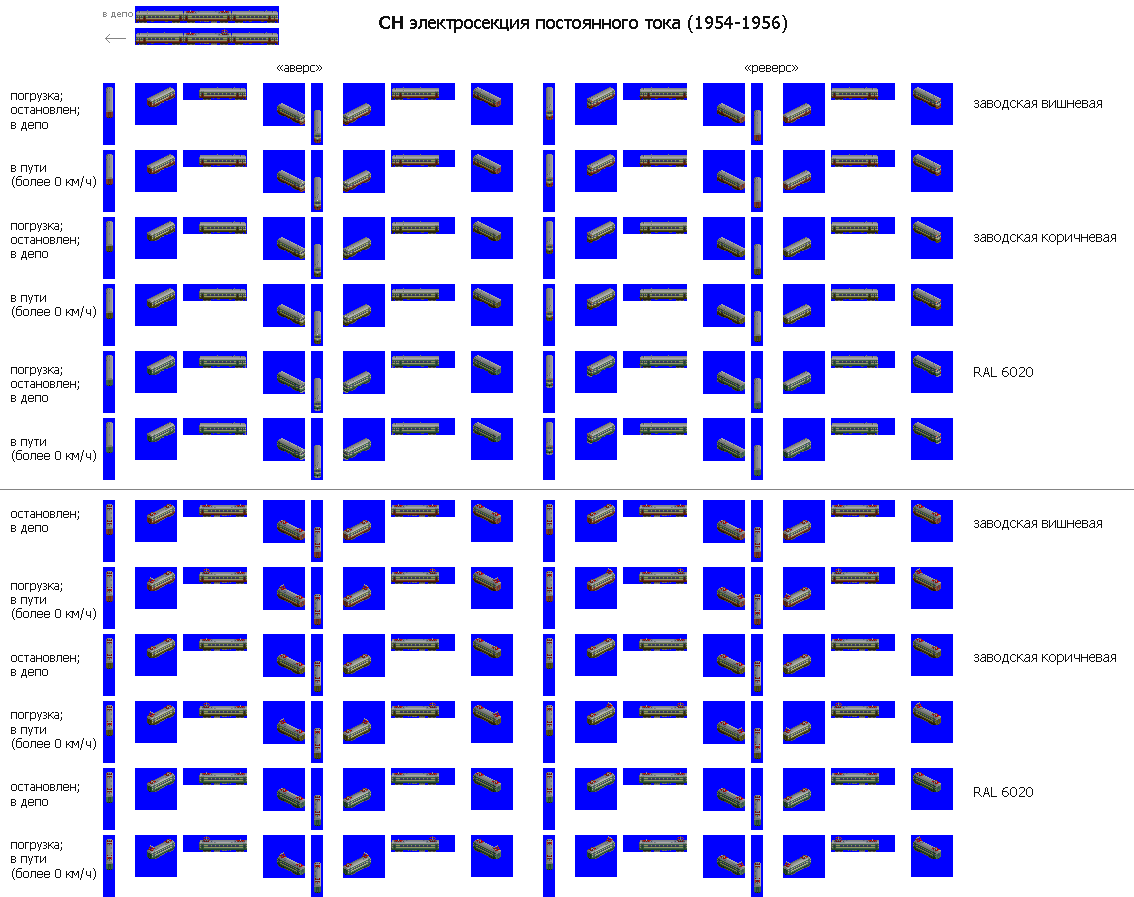 в депо
СН электросекция постоянного тока (1954-1956)
«аверс»
«реверс»
погрузка;
остановлен;
в депо
заводская вишневая
в пути
(более 0 км/ч)
погрузка;
остановлен;
в депо
заводская коричневая
в пути
(более 0 км/ч)
погрузка;
остановлен;
в депо
RAL 6020
в пути
(более 0 км/ч)
остановлен;
в депо
заводская вишневая
погрузка;
в пути
(более 0 км/ч)
остановлен;
в депо
заводская коричневая
погрузка;
в пути
(более 0 км/ч)
остановлен;
в депо
RAL 6020
погрузка;
в пути
(более 0 км/ч)